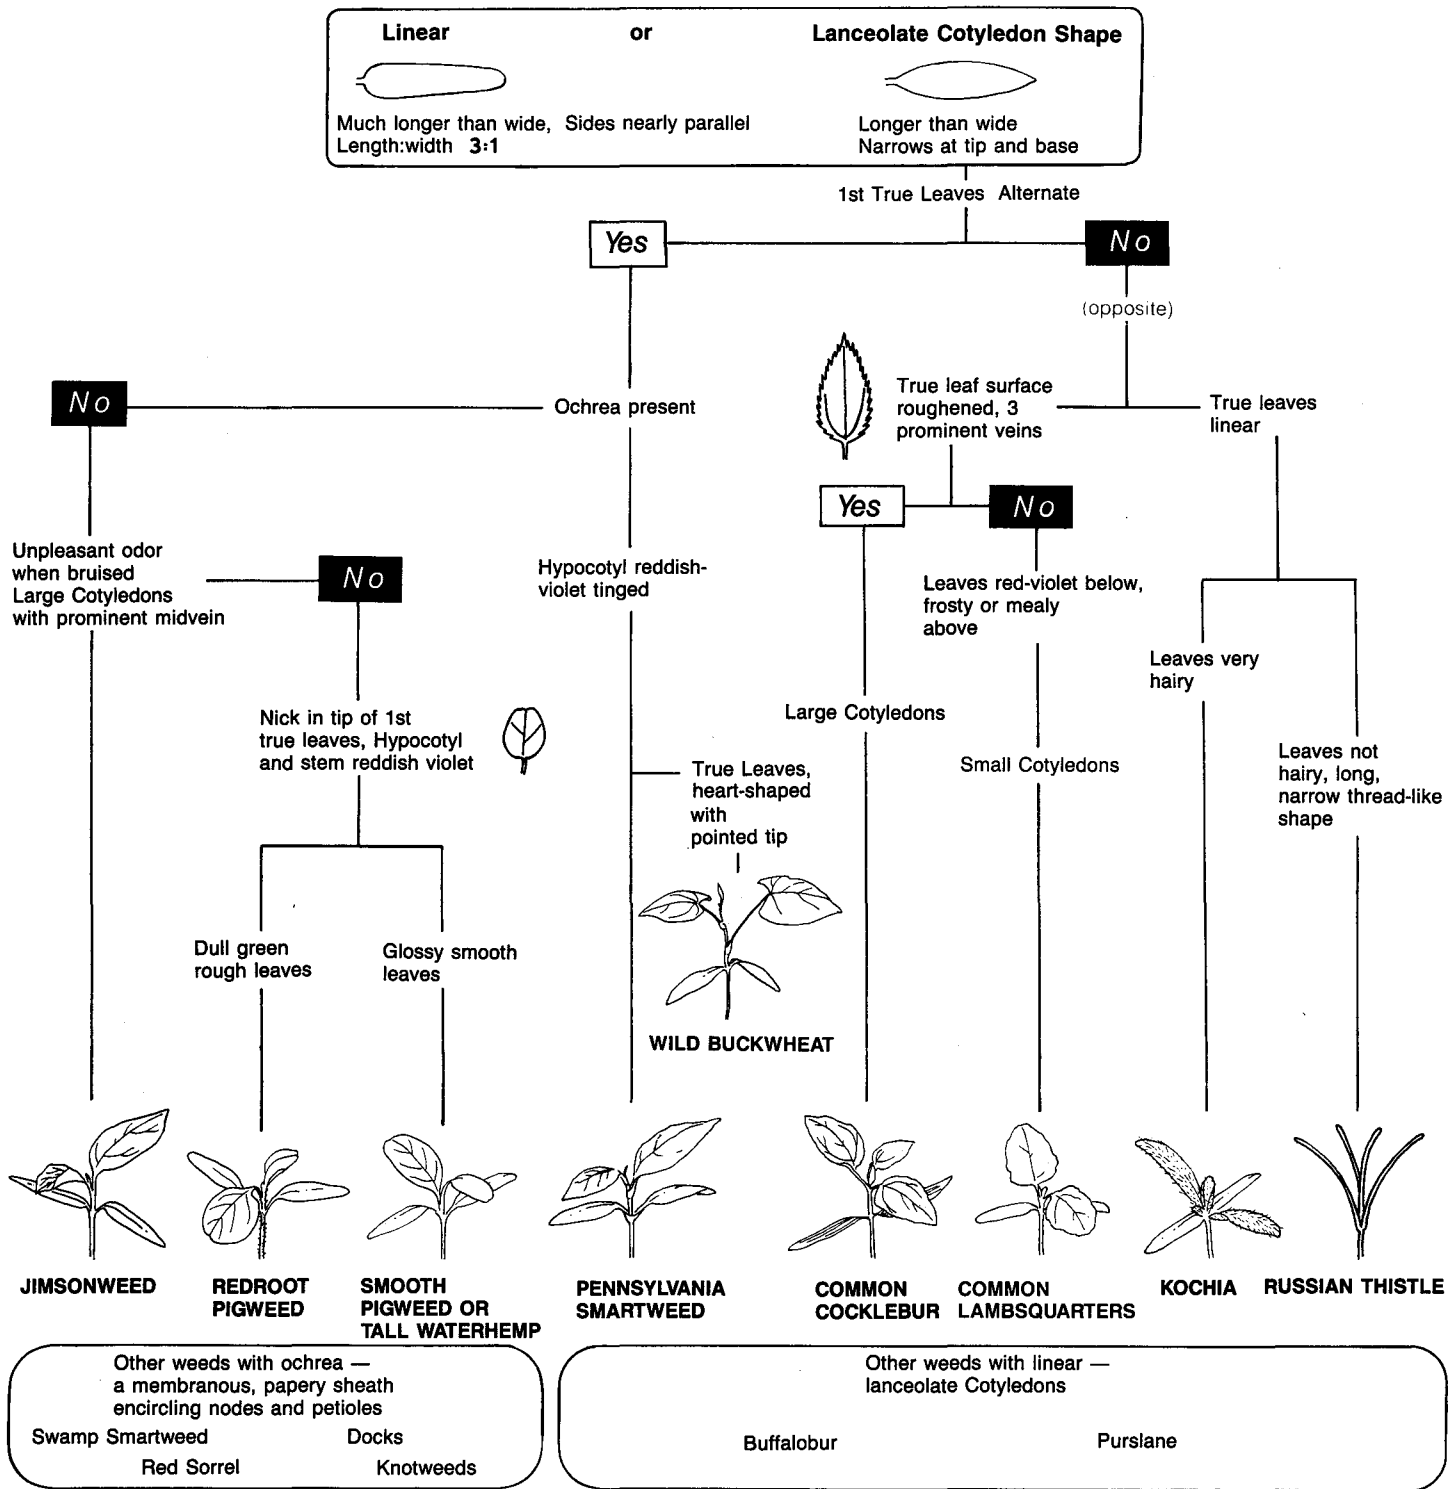 Linear or Lanceolate Cotyledon Shape
Much longer than wide, Sides nearly parallel
Length:width 3:1
Longer than wide
Narrows at tip and base
1st True Leaves Alternate
Yes
No
(opposite)
No
Ochrea present
True leaf surface
roughened, 3
prominent veins
True leaves
linear
Yes
No
Unpleasant odor
when bruised
Large Cotyledons
with prominent midvein
No
Hypocotyl reddish-
violet tinged
Leaves red-violet below,
frosty or mealy
above
Leaves very
hairy
Nick in tip of 1st
true leaves, Hypocotyl
and stem reddish violet
Large Cotyledons
Small Cotyledons
Leaves not
hairy, long,
narrow thread-like
shape
True Leaves,
heart-shaped
with
pointed tip
Dull green
rough leaves
Glossy smooth
leaves
WILD BUCKWHEAT
JIMSONWEED
REDROOT
PIGWEED
SMOOTH
PIGWEED OR
TALL WATERHEMP
PENNSYLVANIA
SMARTWEED
COMMON
COCKLEBUR
COMMON
LAMBSQUARTERS
KOCHIA
RUSSIAN THISTLE
Other weeds with ochrea —
a membranous, papery sheath
encircling nodes and petioles
Swamp Smartweed Docks
Red Sorrel Knotweeds
Other weeds with linear —
lanceolate Cotyledons
Buffalobur Purslane